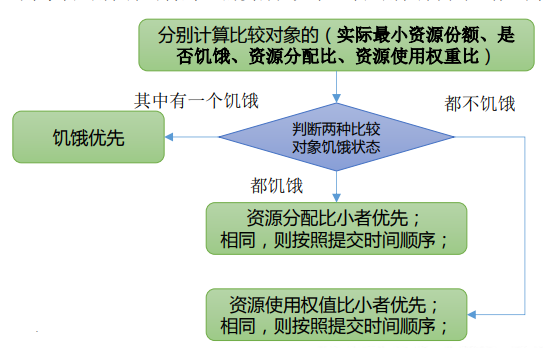 分别计算比较对象的（实际最小资源份额、是
否饥饿、资源分配比、资源使用权重比）
其中有一个饥饿
都不饥饿
饥饿优先
判断两种比较
对象饥饿状态
都饥饿
资源分配比小者优先；
相同，则按照提交时间顺序；
资源使用权值比小者优先；
相同，则按照提交时间顺序；